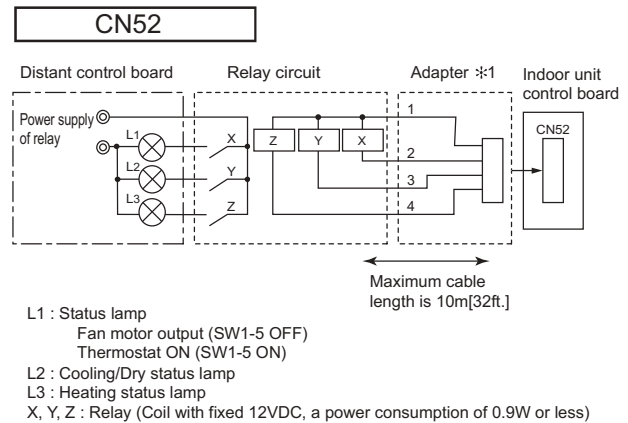 CN52
Distant control board
Relay circuit
Adapter ✻1
Indoor unit
control board
Power supply
of relay
L1
L2
L3
X
Y
Z
Z
Y
X
1
2
3
4
CN52
Maximum cable
length is 10m[32ft.]
L1 : Status lamp
Fan motor output (SW1-5 OFF)
Thermostat ON (SW1-5 ON)
L2 : Cooling/Dry status lamp
L3 : Heating status lamp
X, Y, Z : Relay (Coil with fixed 12VDC, a power consumption of 0.9W or less)